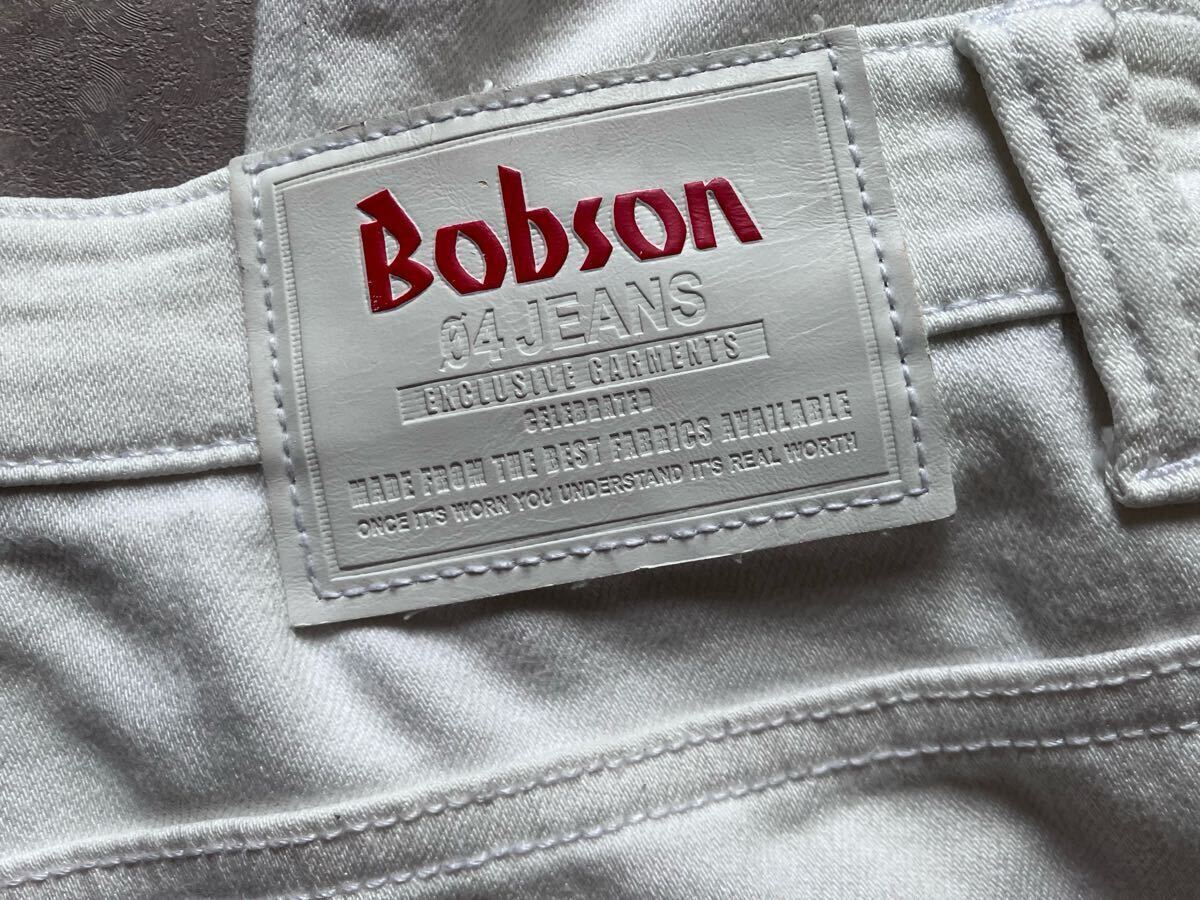 Bobson
Ø4 JEANS
EXCLUSIVE GARMENTS
CELEBRATED
MADE FROM THE BEST FABRICS AVAILABLE
ONCE IT'S WORN YOU UNDERSTAND IT'S REAL WORTH